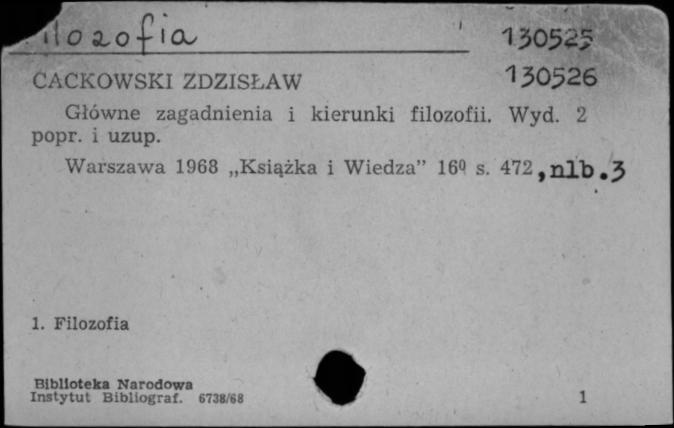 filozofia 130525
CACKOWSKI ZDZISŁAW 130526
Główne zagadnienia i kierunki filozofii. Wyd. 2
popr. i uzup.
Warszawa 1968 „Książka i Wiedza” 16º s. 472, nlb. 3
1. Filozofia
Biblioteka Narodowa
Instytut Bibliograf. 6738/68 1